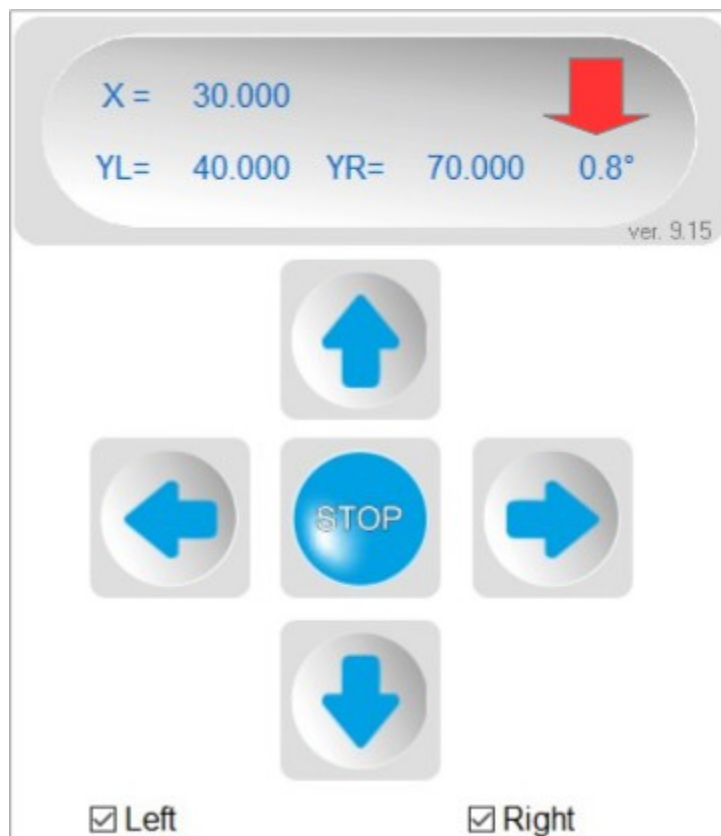 X = 30.000
YL= 40.000 YR= 70.000 0.8°
ver. 9.15
STOP
Left Right